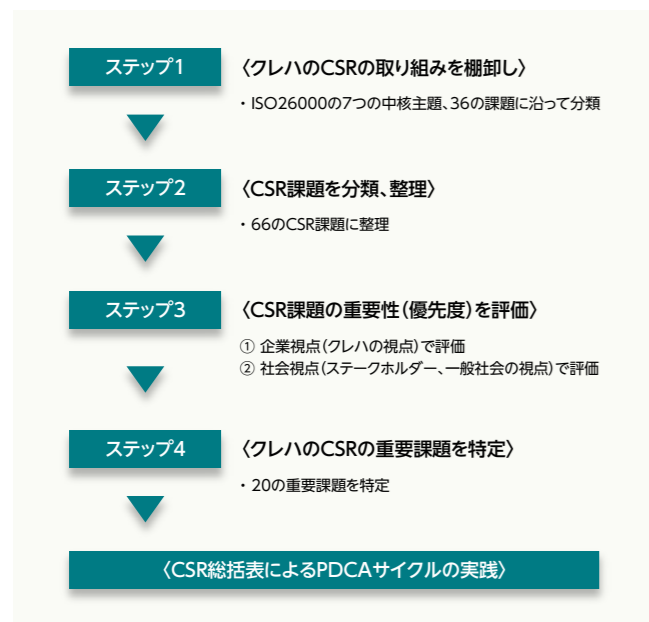 ステップ1
〈クレハのCSRの取り組みを棚卸し〉
・ISO26000の7つの中核主題、36の課題に沿って分類
ステップ2
〈CSR課題を分類、整理〉
・66のCSR課題に整理
ステップ3
〈CSR課題の重要性(優先度)を評価〉
① 企業視点(クレハの視点)で評価
② 社会視点(ステークホルダー、一般社会の視点)で評価
ステップ4
〈クレハのCSRの重要課題を特定〉
・20の重要課題を特定
〈CSR総括表によるPDCAサイクルの実践〉